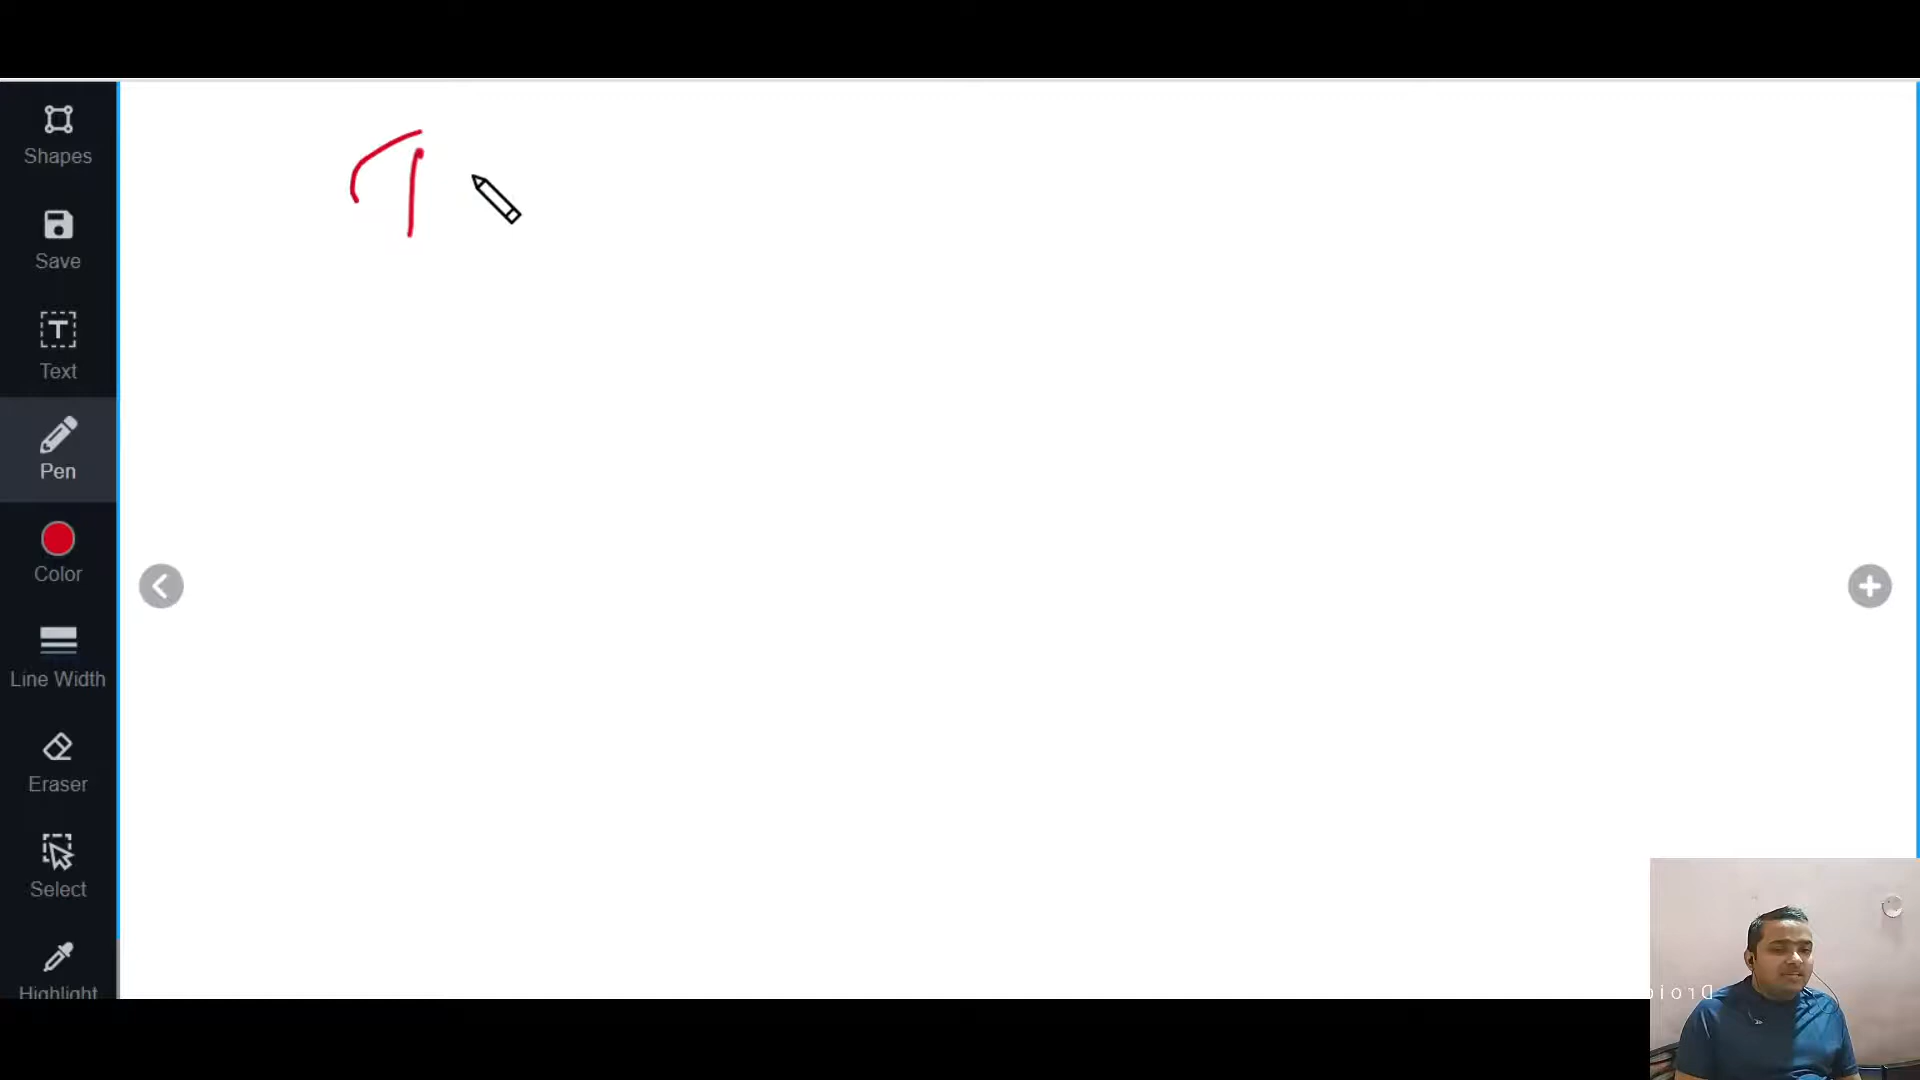 Shapes
Save
T
Text
Pen
Color
Line Width
Eraser
Select
Highlight